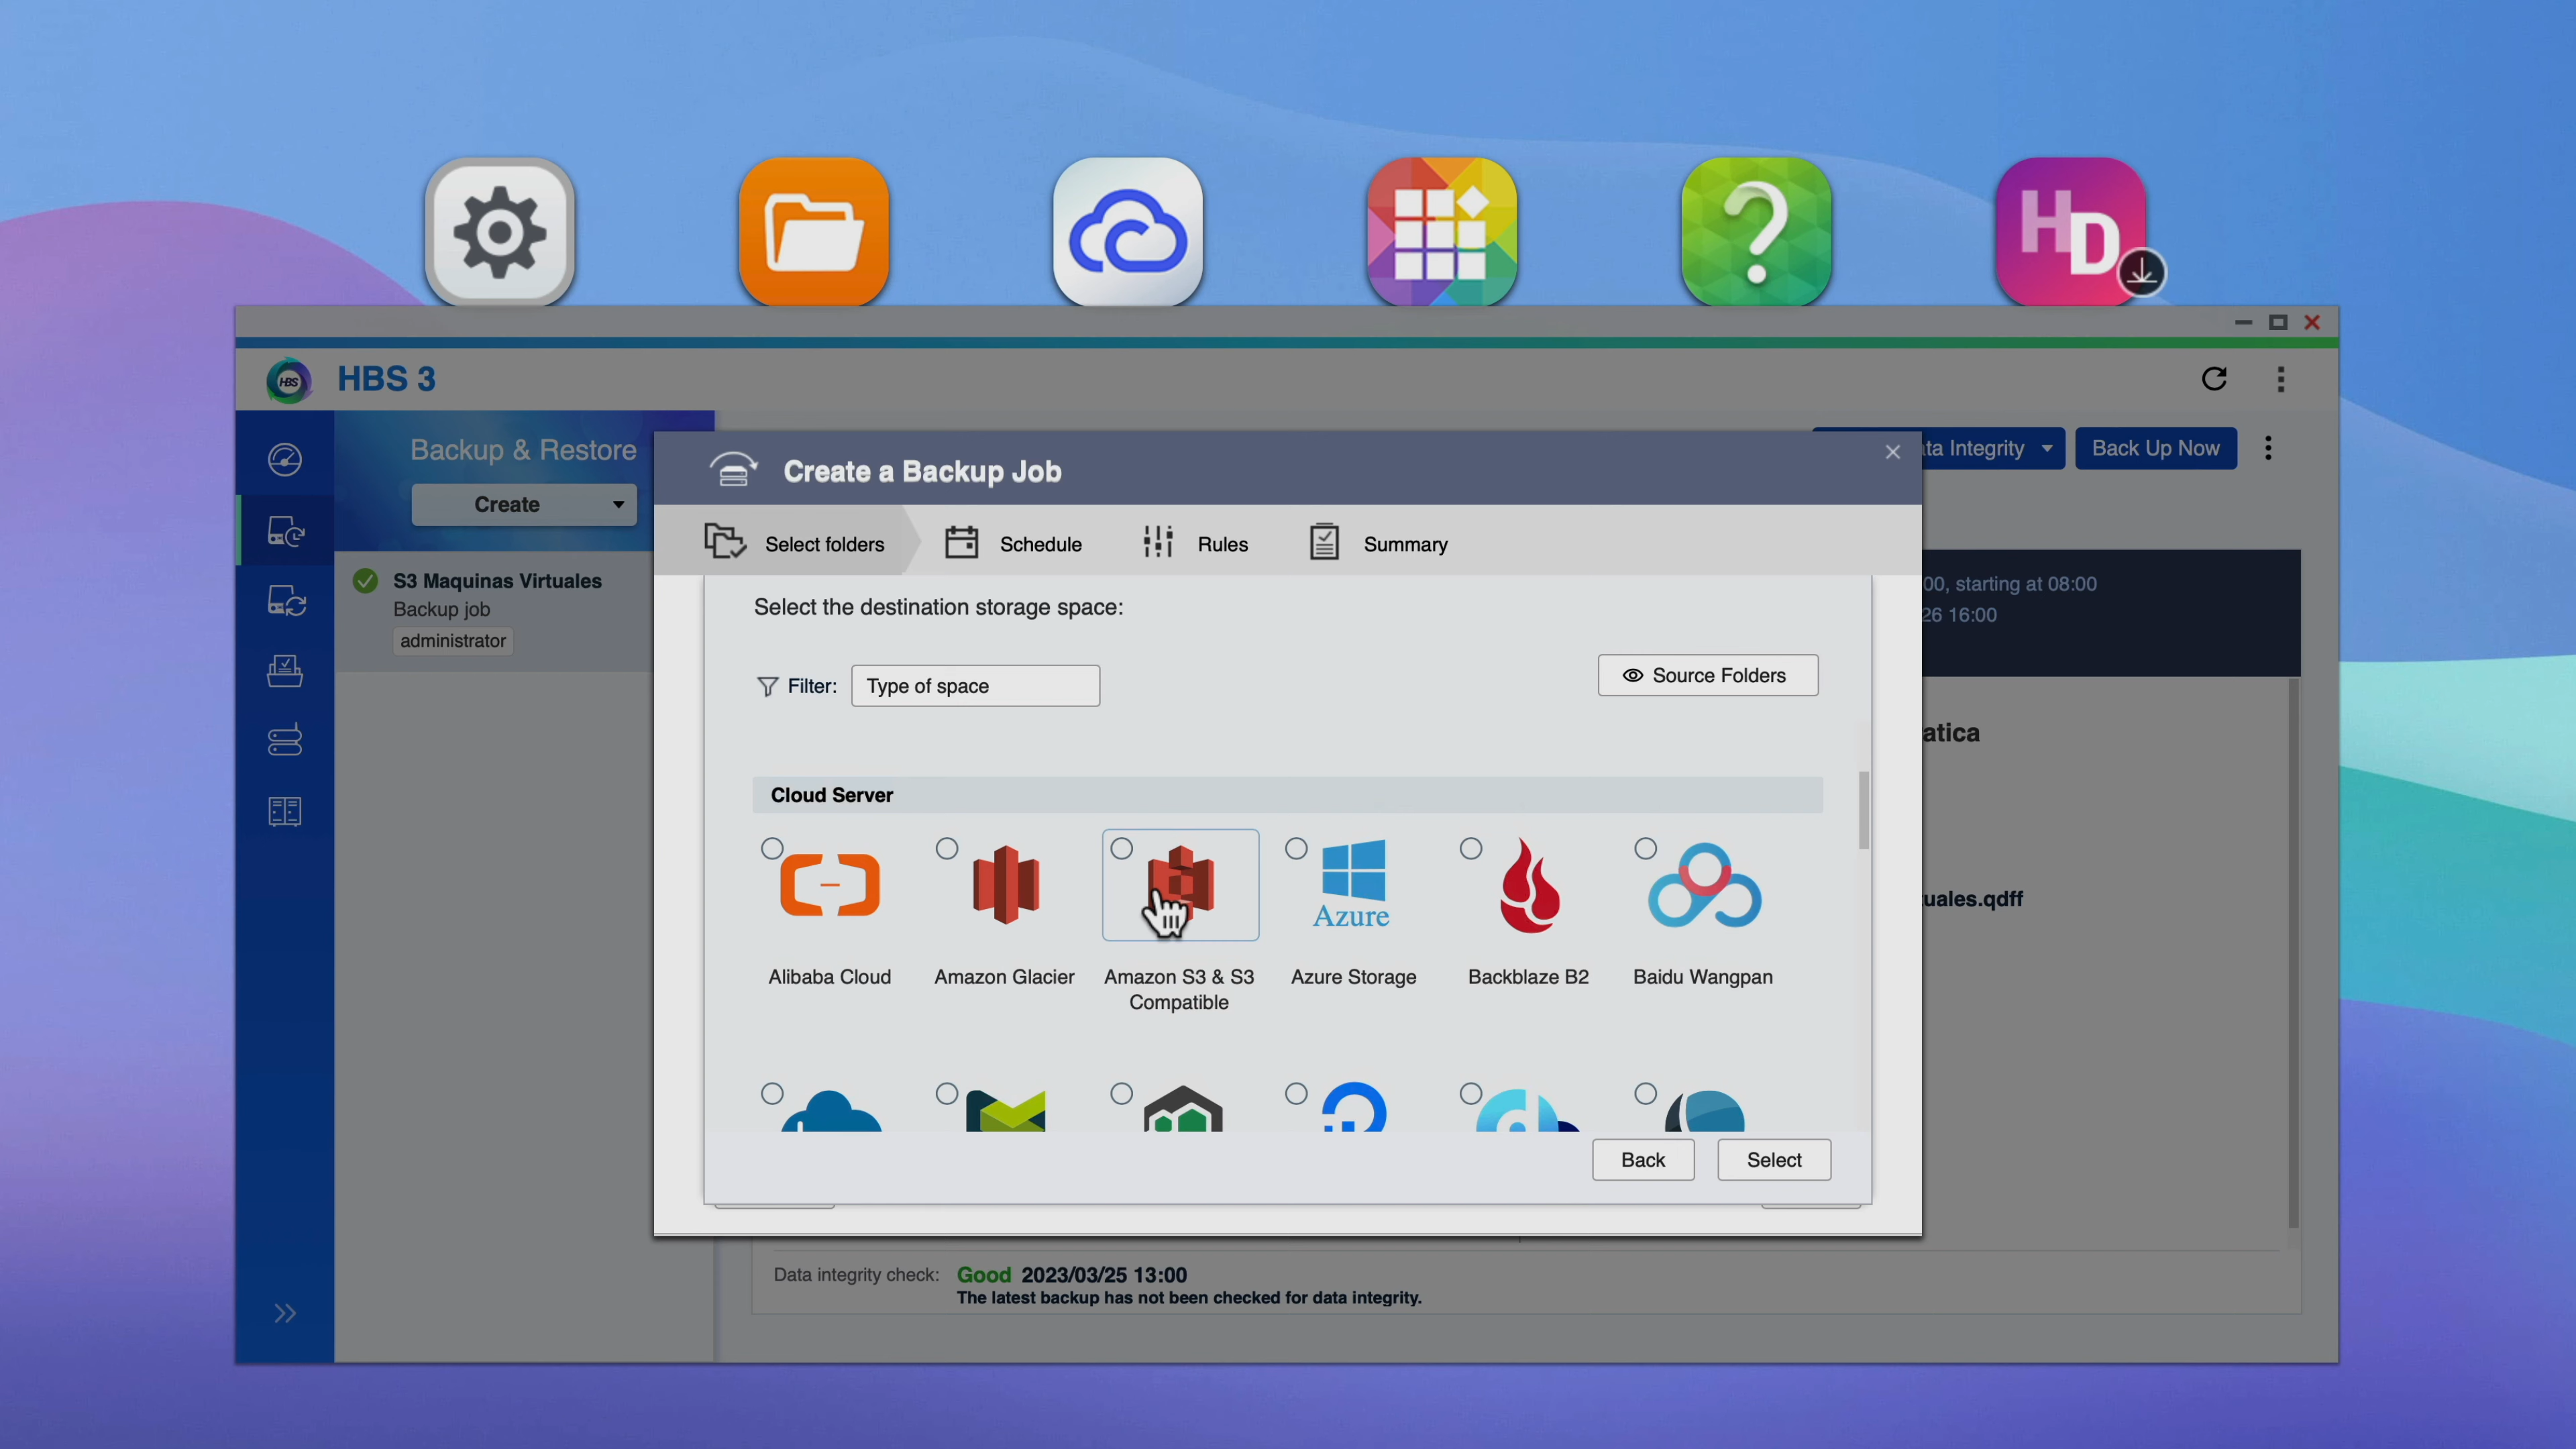 HD
HBS
HBS 3
Backup & Restore
Create
S3 Maquinas Virtuales
Backup job
administrator
ta Integrity
Back Up Now
00, starting at 08:00
26 16:00
atica
uales.qdff
Create a Backup Job
Select folders
Schedule
Rules
Summary
Select the destination storage space:
Filter:
Type of space
Source Folders
Cloud Server
Azure
Alibaba Cloud
Amazon Glacier
Amazon S3 & S3
Compatible
Azure Storage
Backblaze B2
Baidu Wangpan
Back
Select
Data integrity check:
Good 2023/03/25 13:00
The latest backup has not been checked for data integrity.